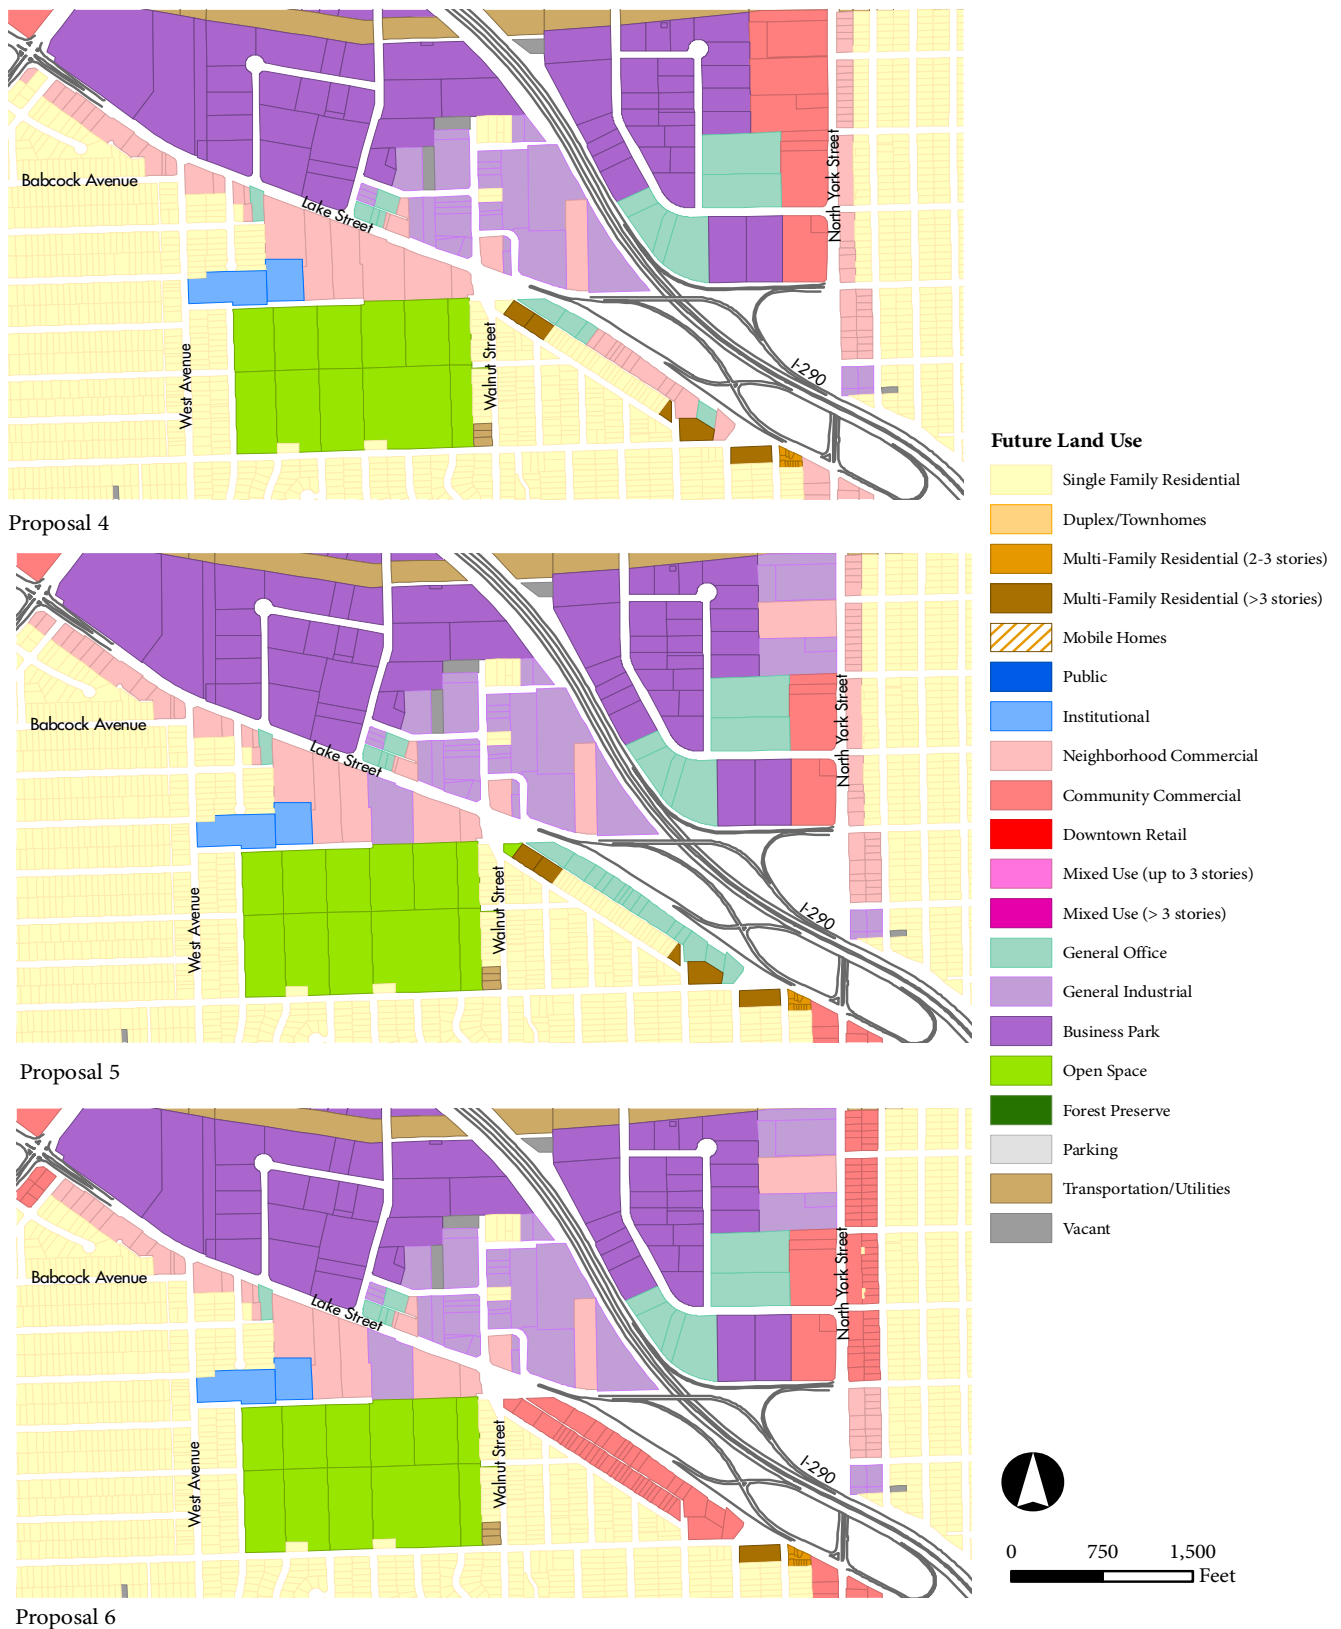 Babcock Avenue
Lake Street
North York Street
West Avenue
Walnut Street
I-290
Proposal 4
Babcock Avenue
Lake Street
North York Street
West Avenue
Walnut Street
I-290
Proposal 5
Babcock Avenue
Lake Street
North York Street
West Avenue
Walnut Street
I-290
Proposal 6
Future Land Use
Single Family Residential
Duplex/Townhomes
Multi-Family Residential (2-3 stories)
Multi-Family Residential (>3 stories)
Mobile Homes
Public
Institutional
Neighborhood Commercial
Community Commercial
Downtown Retail
Mixed Use (up to 3 stories)
Mixed Use (> 3 stories)
General Office
General Industrial
Business Park
Open Space
Forest Preserve
Parking
Transportation/Utilities
Vacant
0 750 1,500
Feet